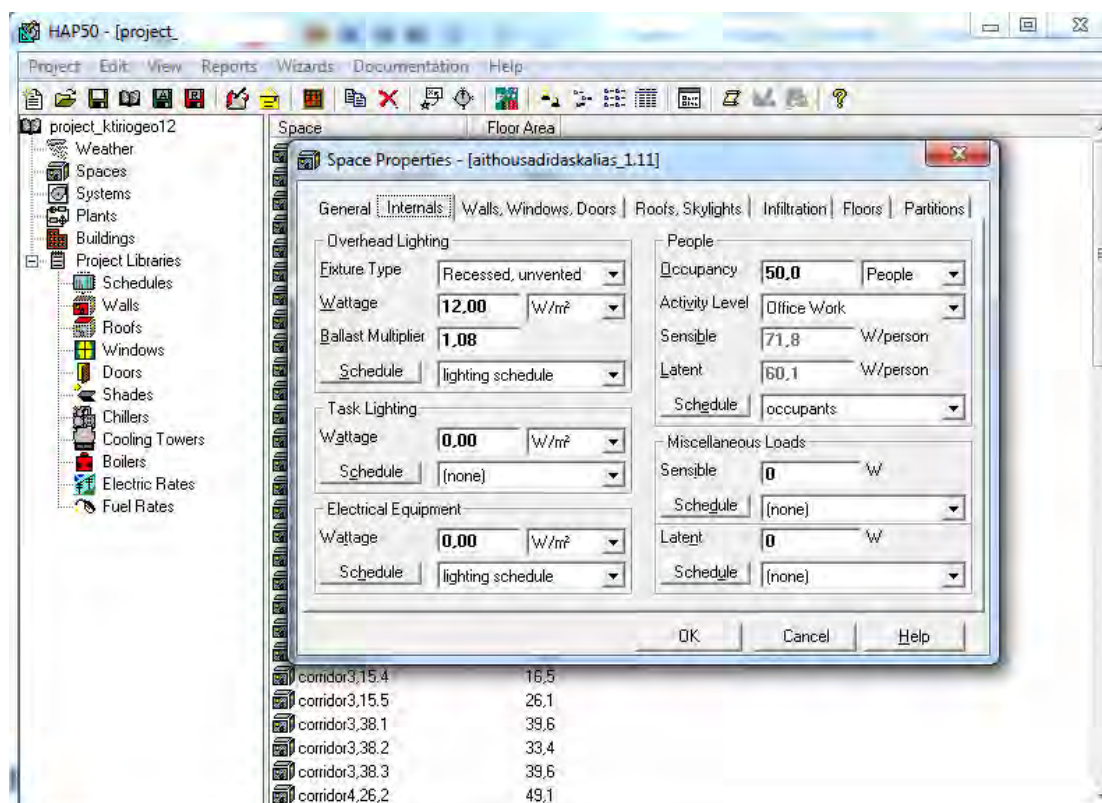 HAP50 - [project_
Project Edit View Reports Wizards Documentation Help
project_ktiriogeo12
Weather
Spaces
Systems
Plants
Buildings
Project Libraries
Schedules
Walls
Roofs
Windows
Doors
Shades
Chillers
Cooling Towers
Boilers
Electric Rates
Fuel Rates
Space Floor Area
Space Properties - [aithousadidaskalias_1.11]
General Internals Walls, Windows, Doors Roofs, Skylights Infiltration Floors Partitions
Overhead Lighting
Fixture Type Recessed, unvented
Wattage 12,00 W/m²
Ballast Multiplier 1,08
Schedule lighting schedule
Task Lighting
Wattage 0,00 W/m²
Schedule (none)
Electrical Equipment
Wattage 0,00 W/m²
Schedule lighting schedule
People
Occupancy 50,0 People
Activity Level Office Work
Sensible 71,8 W/person
Latent 60,1 W/person
Schedule occupants
Miscellaneous Loads
Sensible 0 W
Schedule (none)
Latent 0 W
Schedule (none)
OK Cancel Help
corridor3,15.4 16,5
corridor3,15.5 26,1
corridor3,38.1 39,6
corridor3,38.2 33,4
corridor3,38.3 39,6
corridor4,26,2 49,1